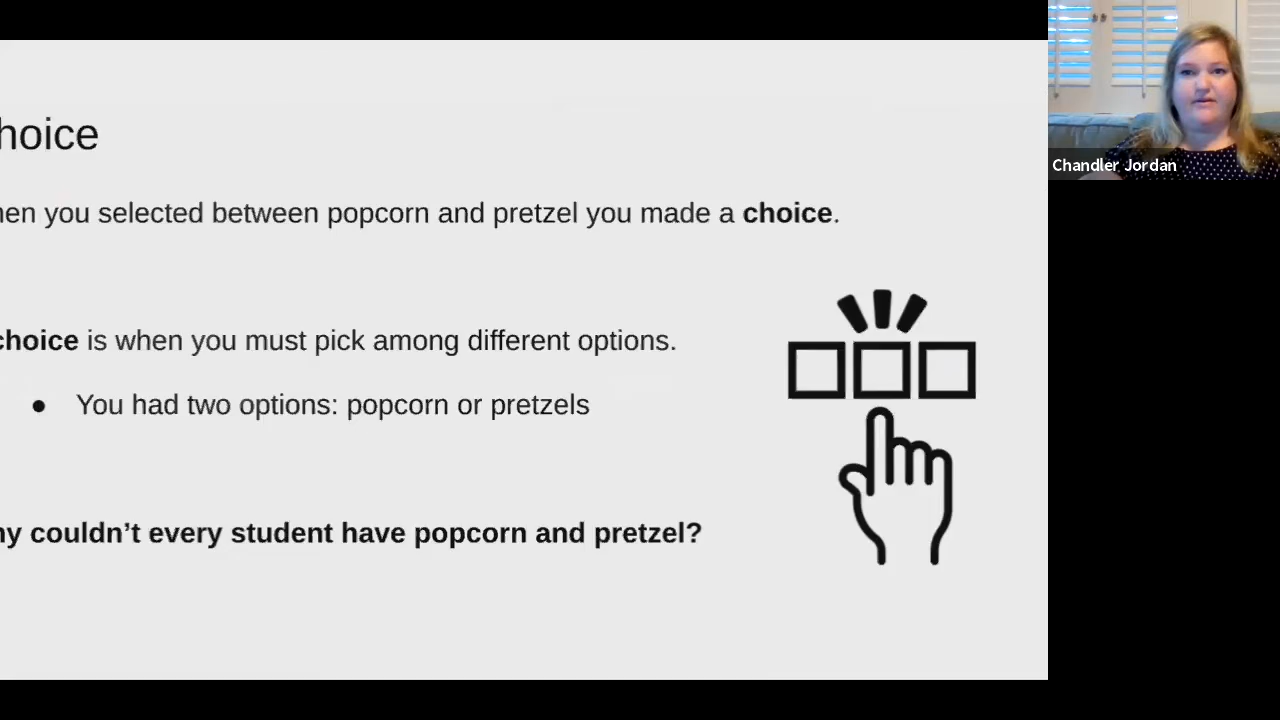 hoice
en you selected between popcorn and pretzel you made a choice.
choice is when you must pick among different options.
● You had two options: popcorn or pretzels
y couldn’t every student have popcorn and pretzel?
Chandler Jordan